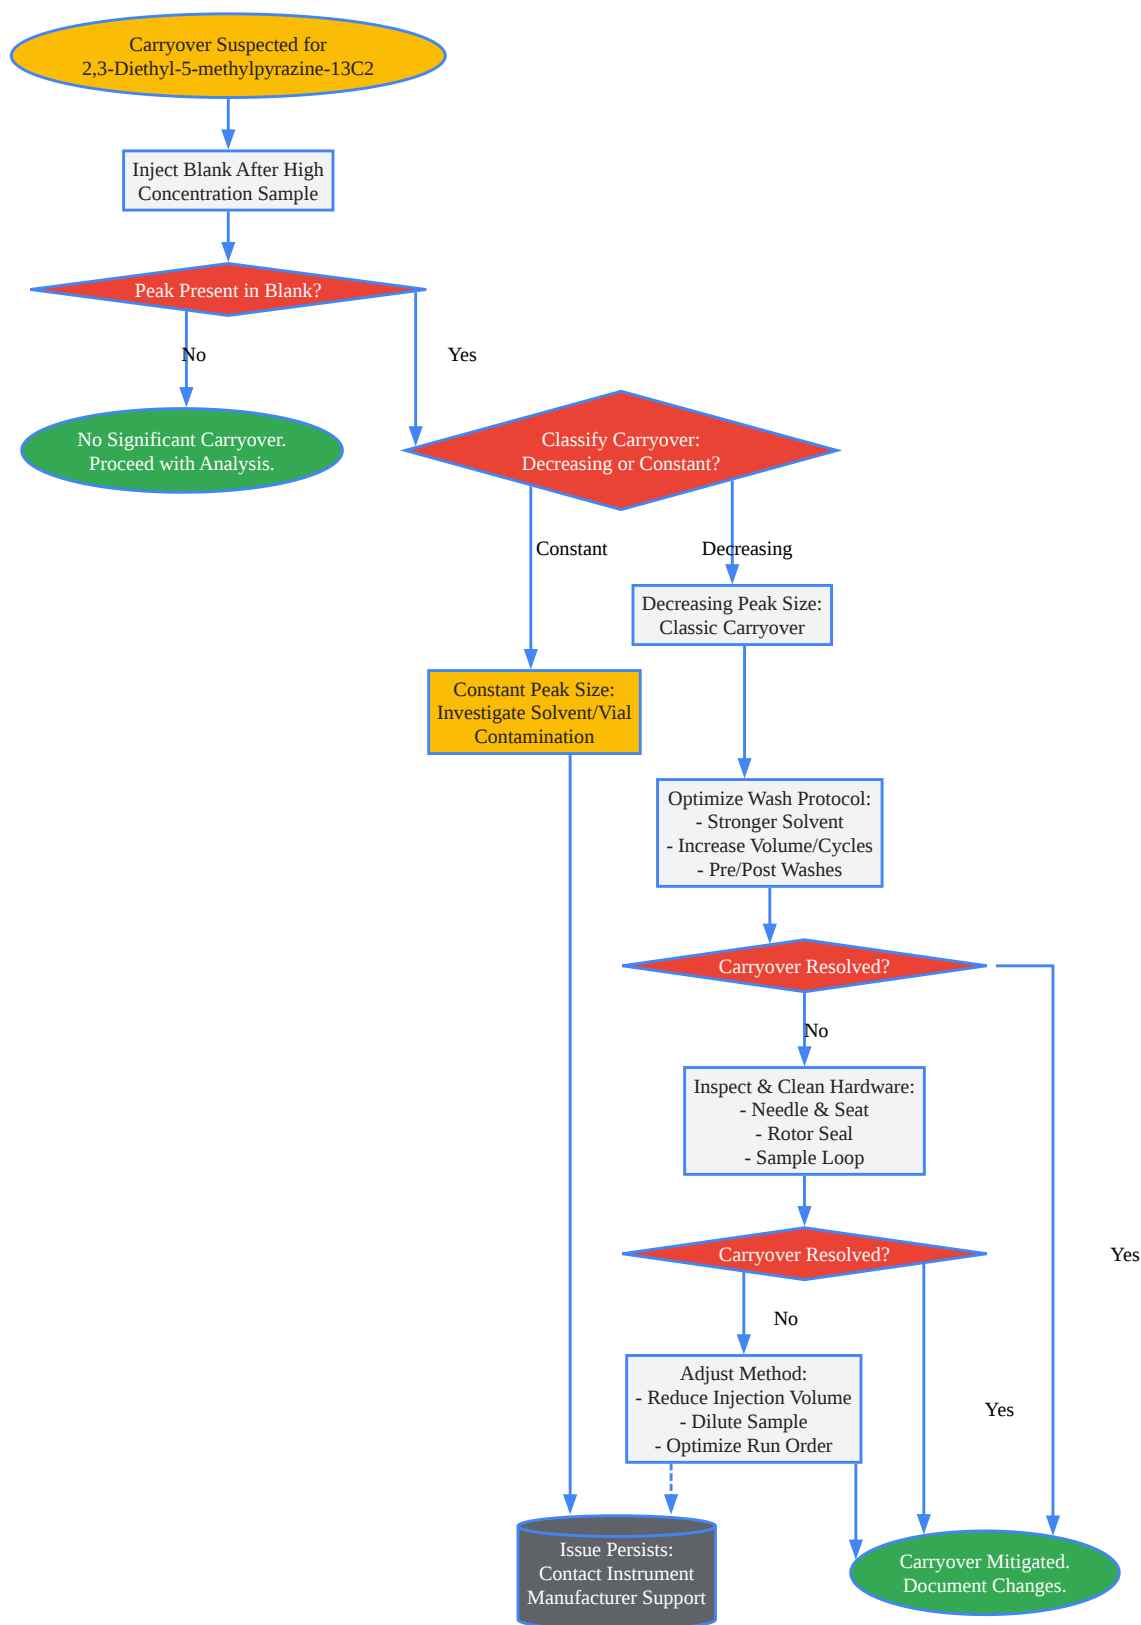 Carryover Suspected for
2,3-Diethyl-5-methylpyrazine-13C2
Inject Blank After High
Concentration Sample
Peak Present in Blank?
No
Yes
No Significant Carryover.
Proceed with Analysis.
Classify Carryover:
Decreasing or Constant?
Constant
Decreasing
Decreasing Peak Size:
Classic Carryover
Constant Peak Size:
Investigate Solvent/Vial
Contamination
Optimize Wash Protocol:
- Stronger Solvent
- Increase Volume/Cycles
- Pre/Post Washes
Carryover Resolved?
No
Inspect & Clean Hardware:
- Needle & Seat
- Rotor Seal
- Sample Loop
Carryover Resolved?
Yes
No
Adjust Method:
- Reduce Injection Volume
- Dilute Sample
- Optimize Run Order
Yes
Issue Persists:
Contact Instrument
Manufacturer Support
Carryover Mitigated.
Document Changes.